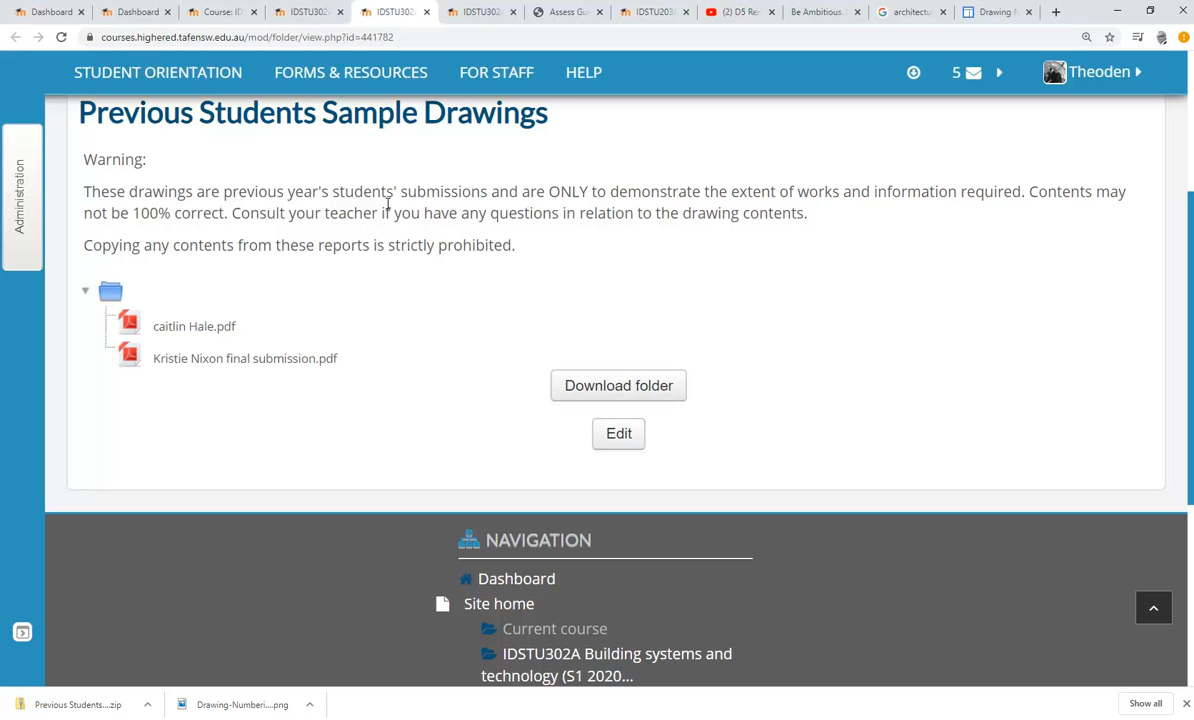 Dashboard
Dashboard
Course: ID
IDSTU302
IDSTU302
IDSTU302
Assess Gui
IDSTU203
(2) D5 Re
Be Ambitious.
architectu
Drawing N
courses.highered.tafensw.edu.au/mod/folder/view.php?id=441782
STUDENT ORIENTATION FORMS & RESOURCES FOR STAFF HELP 5 Theoden
Administration
Previous Students Sample Drawings
Warning:
These drawings are previous year's students' submissions and are ONLY to demonstrate the extent of works and information required. Contents may
not be 100% correct. Consult your teacher if you have any questions in relation to the drawing contents.
Copying any contents from these reports is strictly prohibited.
caitlin Hale.pdf
Kristie Nixon final submission.pdf
Download folder
Edit
NAVIGATION
Dashboard
Site home
Current course
IDSTU302A Building systems and
technology (S1 2020...
Previous Students....zip
Drawing-Numberi....png
Show all